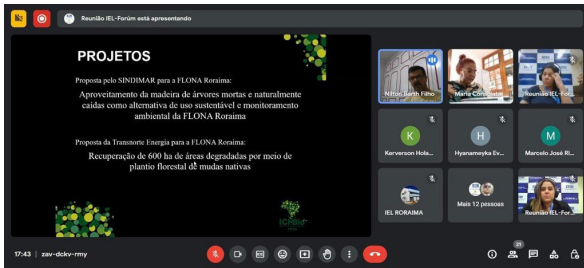 Reunião IEL-Forúm está apresentando
PROJETOS
Proposta pelo SINDIMAR para a FLONA Roraima:
Aproveitamento da madeira de árvores mortas e naturalmente
caídas como alternativa de uso sustentável e monitoramento
ambiental da FLONA Roraima
Proposta da Transnorte Energia para a FLONA Roraima:
Recuperação de 600 ha de áreas degradadas por meio de
plantio florestal de mudas nativas
ICMBio
Nilton Barth Filho
Maria
Reunião IEL-For...
K
Kerverson Hola...
H
Hyanameyka Ev...
M
Marcelo José Ri...
IEL RORAIMA
Mais 12 pessoas
Reunião IEL-For...
17:43 | zav-dckv-rmy
21